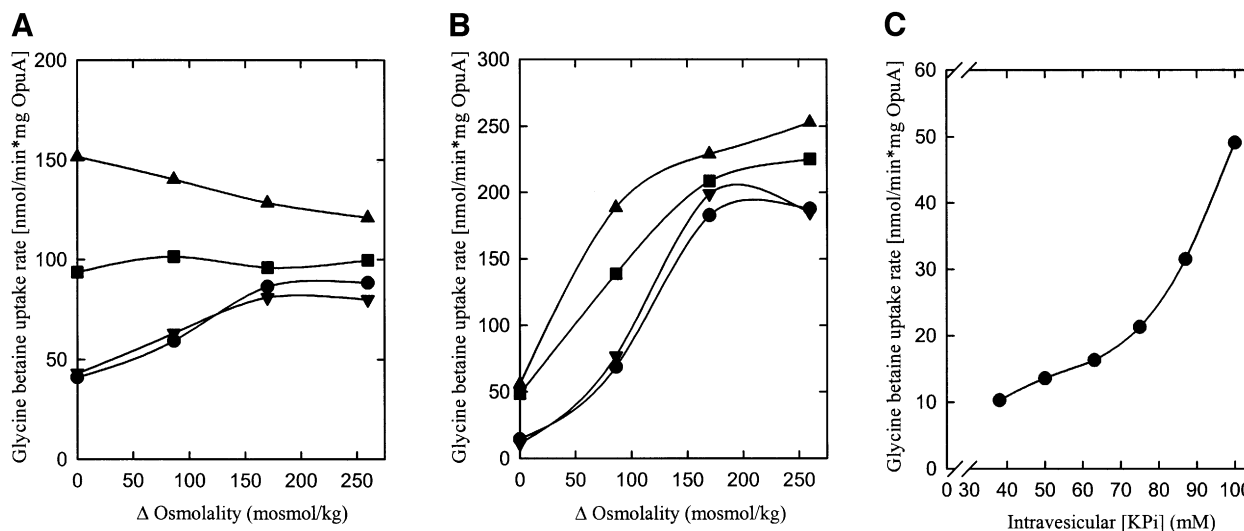 A
Glycine betaine uptake rate [nmol/min*mg OpuA]
200
150
100
50
0
0 50 100 150 200 250
Δ Osmolality (mosmol/kg)
B
Glycine betaine uptake rate [nmol/min*mg OpuA]
300
250
200
150
100
50
0
0 50 100 150 200 250
Δ Osmolality (mosmol/kg)
C
Glycine betaine uptake rate [nmol/min*mg OpuA]
60
50
40
30
20
10
0
0 30 40 50 60 70 80 90 100
Intravesicular [KPi] (mM)